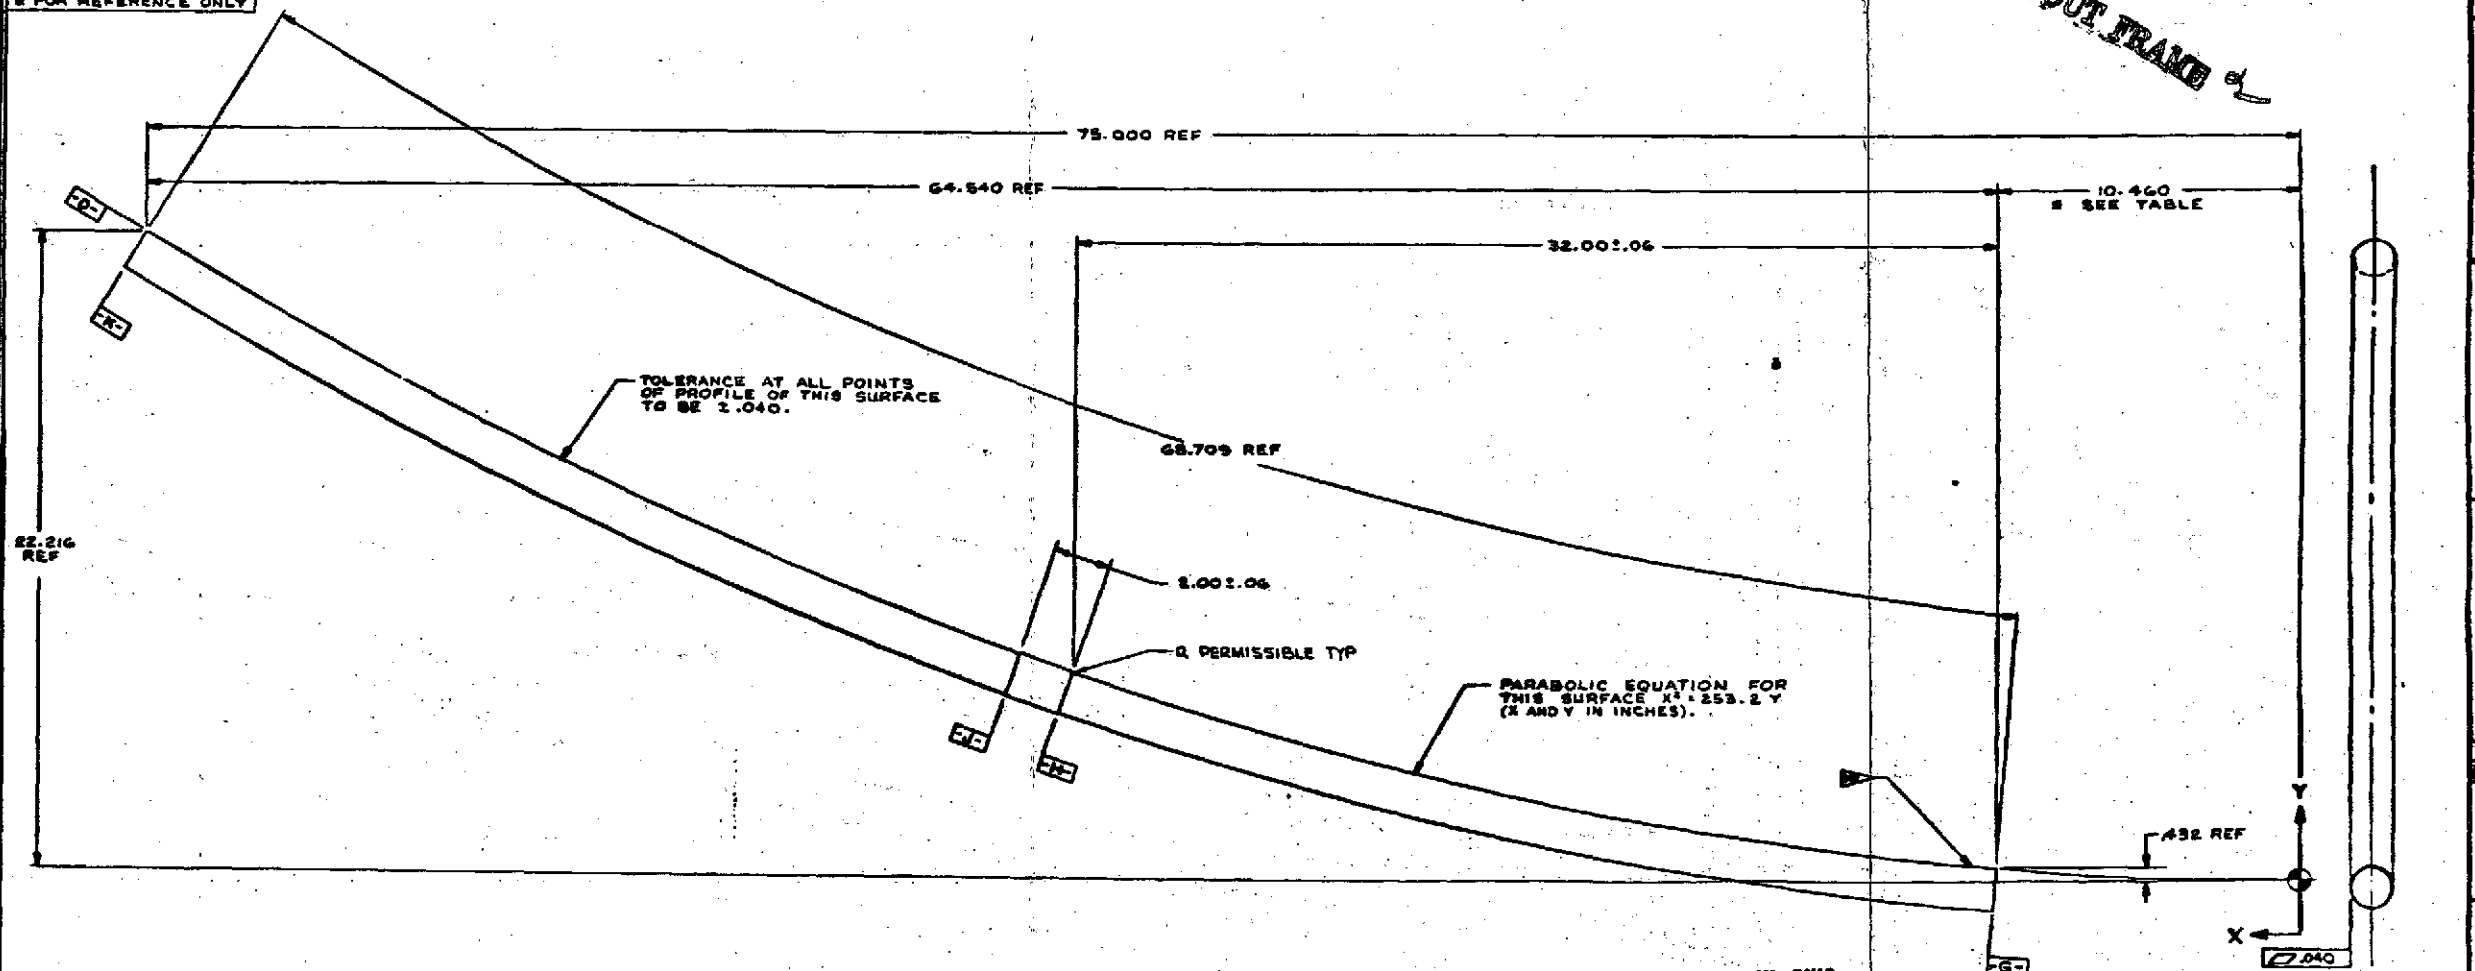 FOR REFERENCE ONLY
OUT FRAME
75.000 REF
64.540 REF
10.460
SEE TABLE
32.00±.06
-D-
-K-
TOLERANCE AT ALL POINTS
OF PROFILE OF THIS SURFACE
TO BE ±.040.
68.709 REF
22.216
REF
2.00±.06
PERMISSIBLE TYP
PARABOLIC EQUATION FOR
THIS SURFACE X²=253.2 Y
(X AND Y IN INCHES).
-J-
-H-
Y
.432 REF
X
.040
-G-